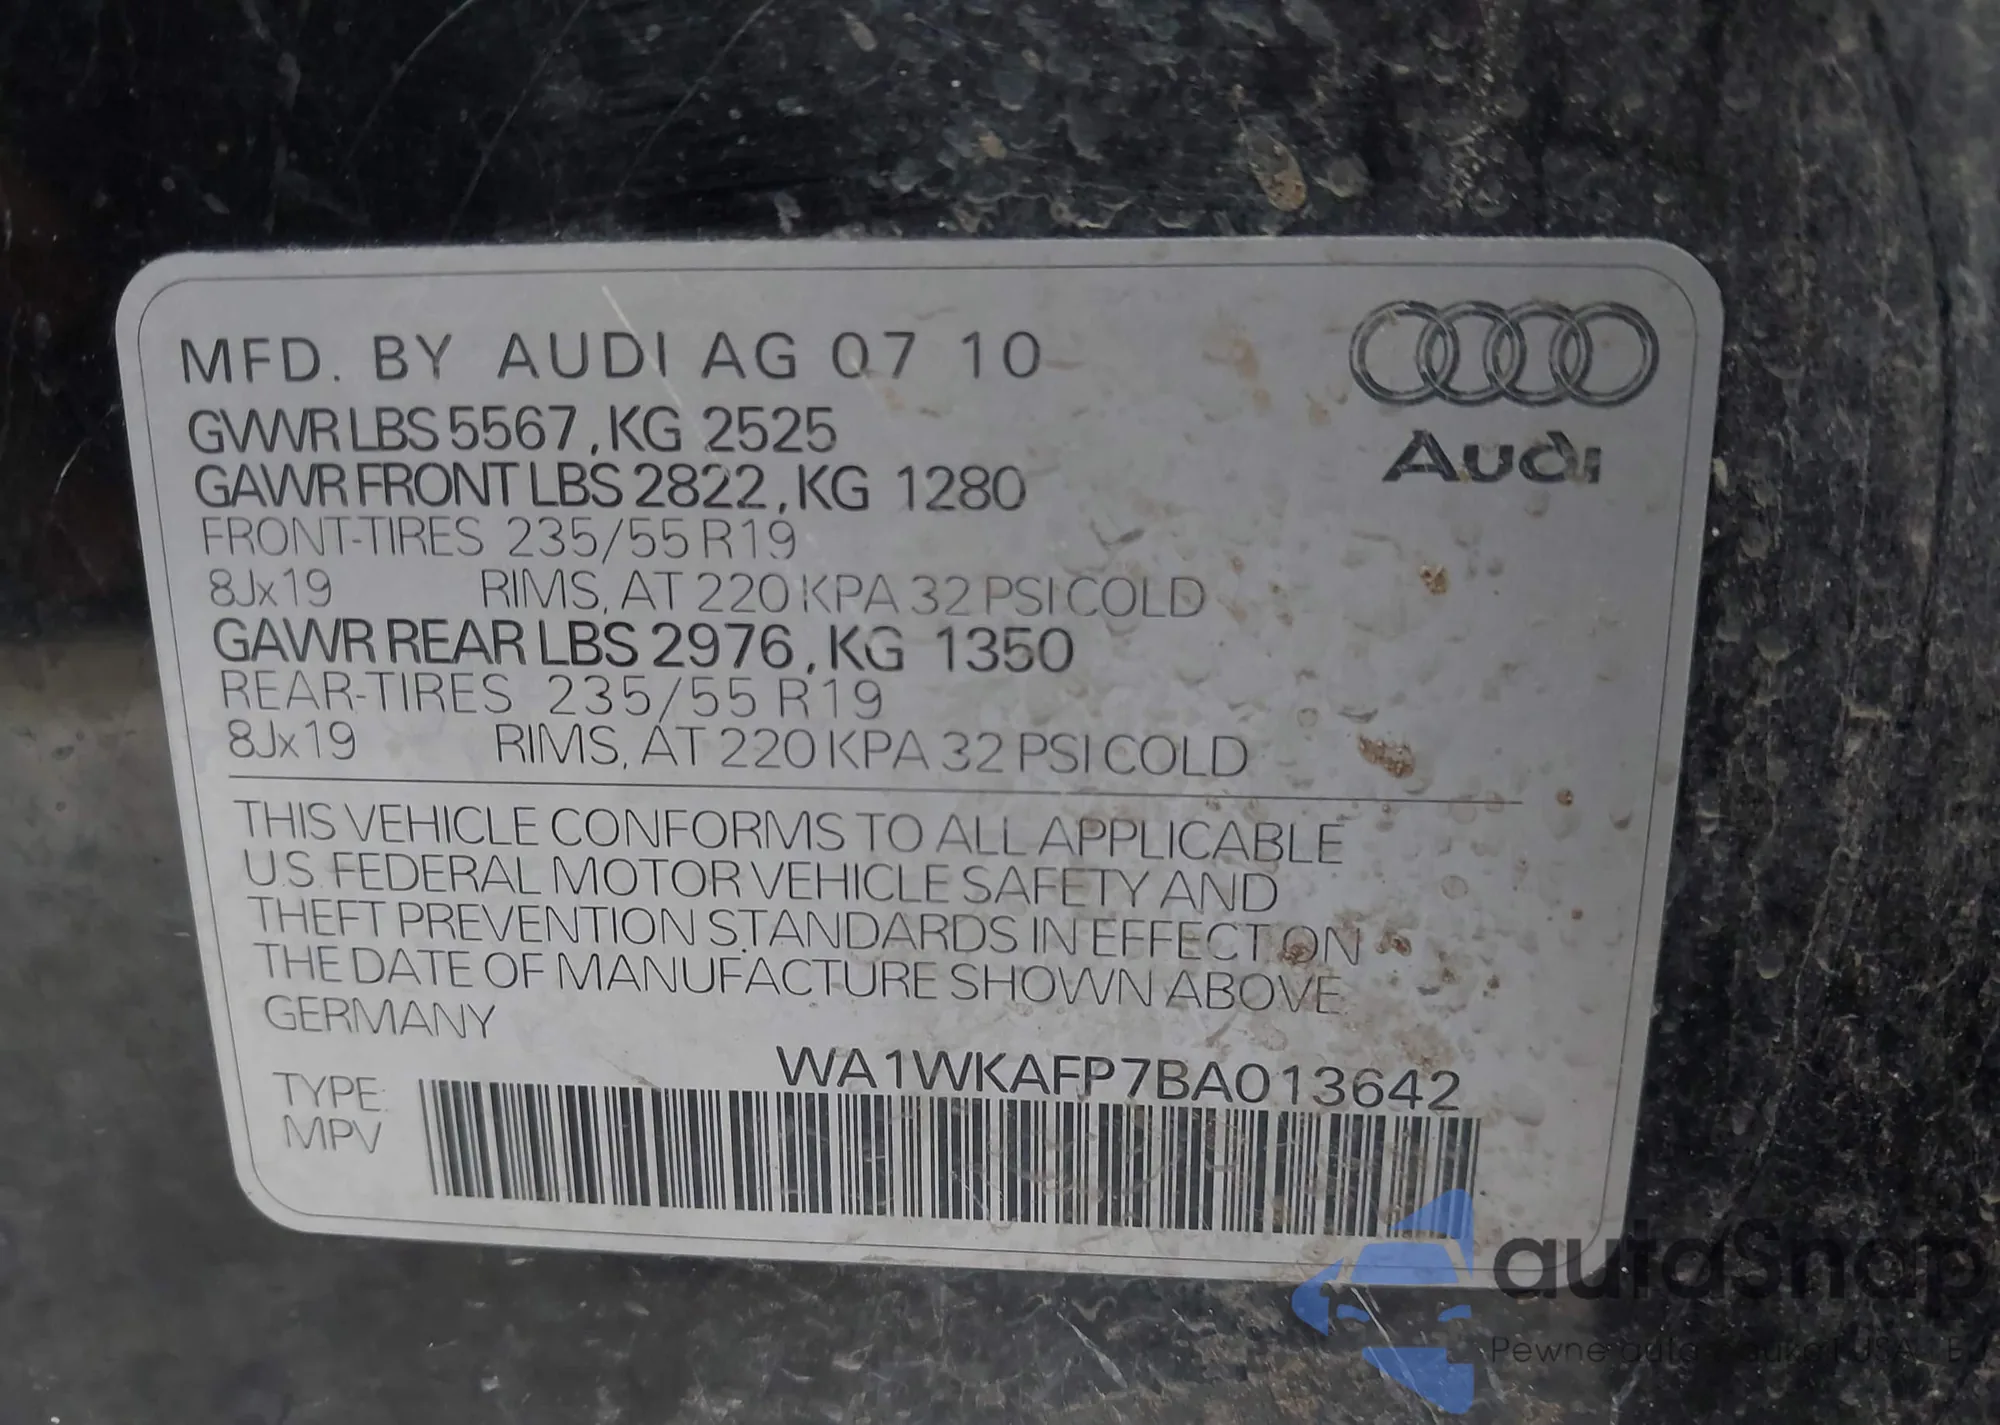 MFD. BY AUDI AG 07 10
GVWR LBS 5567, KG 2525
GAWR FRONT LBS 2822, KG 1280
FRONT-TIRES 235/55 R19
8Jx19 RIMS, AT 220 KPA 32 PSI COLD
GAWR REAR LBS 2976, KG 1350
REAR-TIRES 235/55 R19
8Jx19 RIMS, AT 220 KPA 32 PSI COLD
Audi
THIS VEHICLE CONFORMS TO ALL APPLICABLE
U.S. FEDERAL MOTOR VEHICLE SAFETY AND
THEFT PREVENTION STANDARDS IN EFFECT ON
THE DATE OF MANUFACTURE SHOWN ABOVE.
GERMANY
WA1WKAFP7BA013642
TYPE:
MPV
autoSnap
Pewne auto z USA